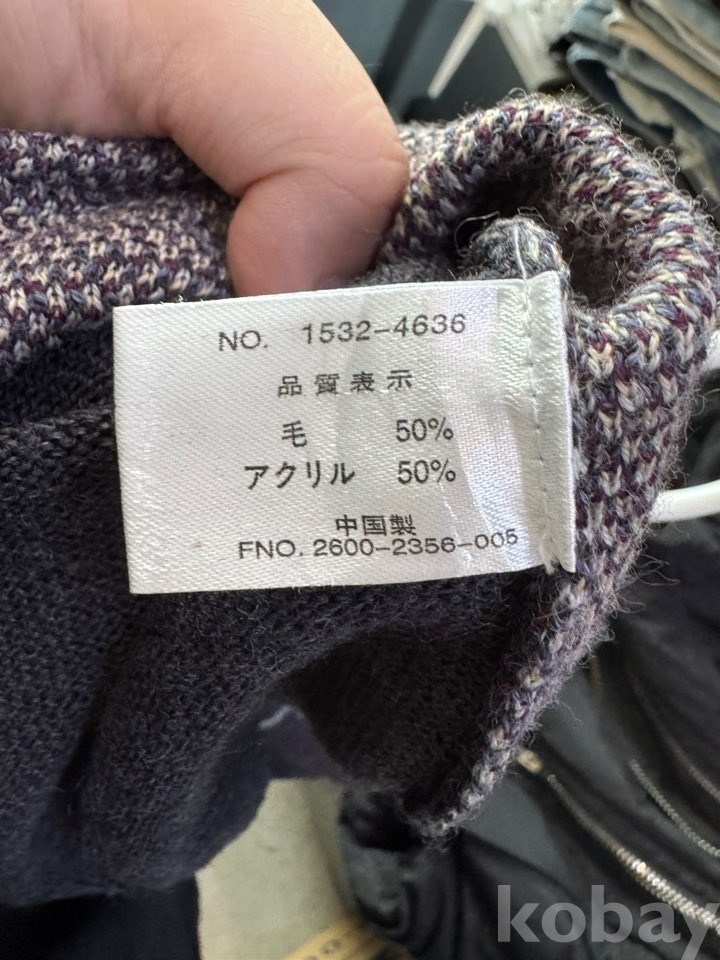 NO. 1532-4636
品質表示
毛 50%
アクリル 50%
中国製
FNO. 2600-2356-005
kobay